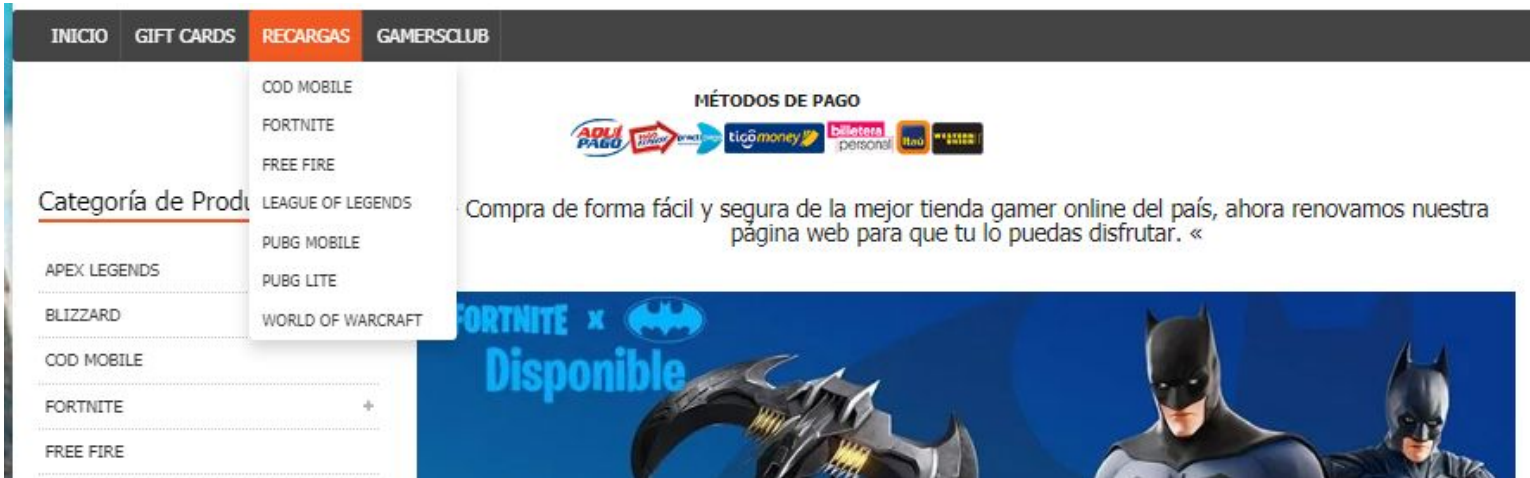 INICIO GIFT CARDS RECARGAS GAMERSCLUB
COD MOBILE
FORTNITE
FREE FIRE
LEAGUE OF LEGENDS
PUBG MOBILE
PUBG LITE
WORLD OF WARCRAFT
MÉTODOS DE PAGO
AQUI PAGO tigo money billetera personal Itaú WESTERN
Categoría de Produ
Compra de forma fácil y segura de la mejor tienda gamer online del país, ahora renovamos nuestra
página web para que tu lo puedas disfrutar. «
APEX LEGENDS
BLIZZARD
COD MOBILE
FORTNITE +
FREE FIRE
FORTNITE X
Disponible